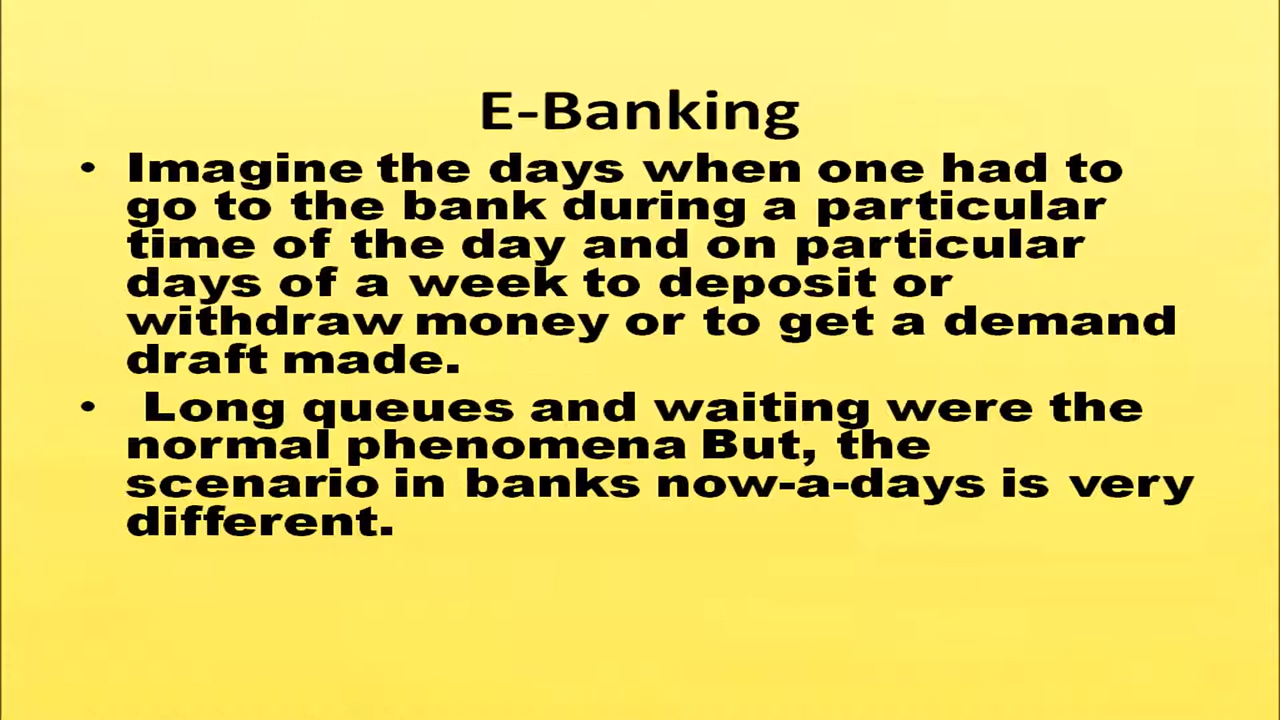 E-Banking
• Imagine the days when one had to
go to the bank during a particular
time of the day and on particular
days of a week to deposit or
withdraw money or to get a demand
draft made.
• Long queues and waiting were the
normal phenomena But, the
scenario in banks now-a-days is very
different.